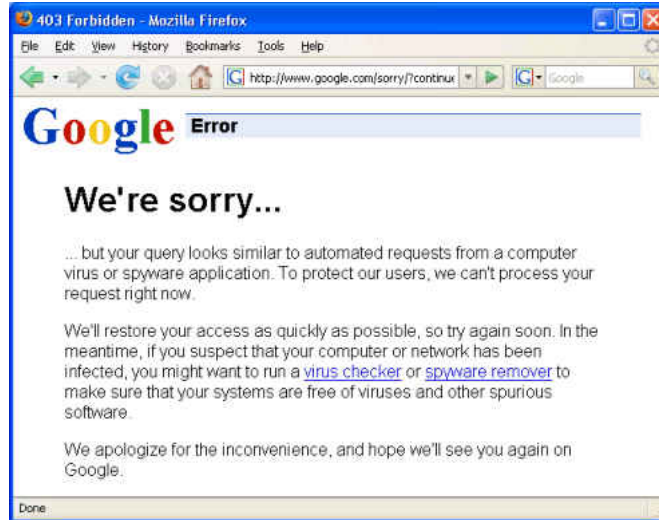 403 Forbidden - Mozilla Firefox
File Edit View History Bookmarks Tools Help
http://www.google.com/sorry/?continue Google
Google Error
We're sorry...
... but your query looks similar to automated requests from a computer
virus or spyware application. To protect our users, we can't process your
request right now.
We'll restore your access as quickly as possible, so try again soon. In the
meantime, if you suspect that your computer or network has been
infected, you might want to run a virus checker or spyware remover to
make sure that your systems are free of viruses and other spurious
software.
We apologize for the inconvenience, and hope we'll see you again on
Google.
Done